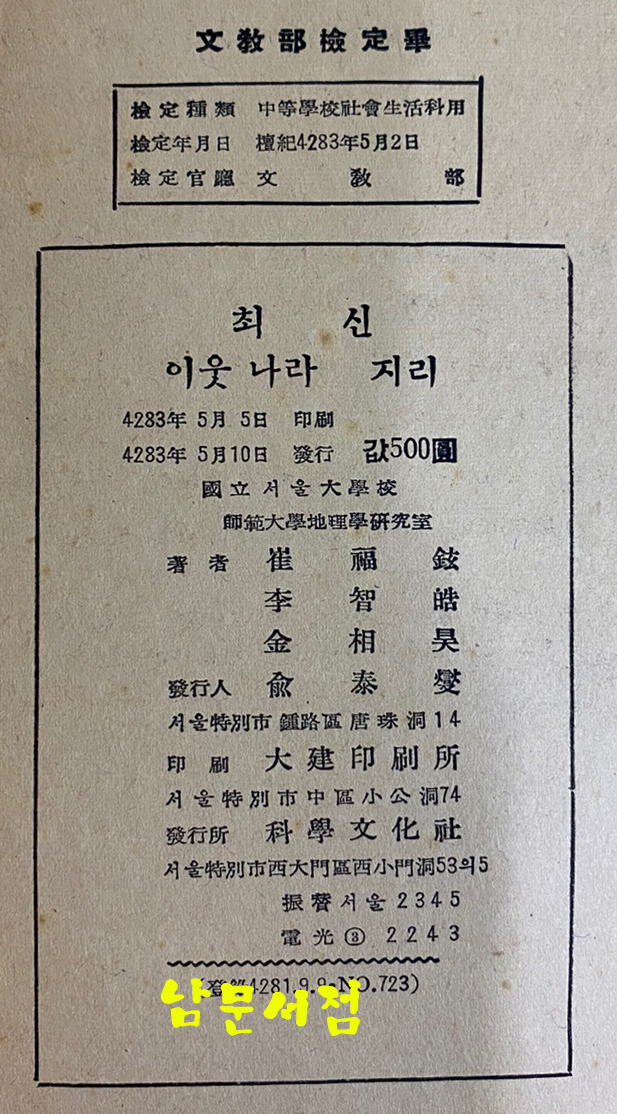 文敎部檢定畢
檢定種類 中等學校社會生活科用
檢定年月日 檀紀4283年5月2日
檢定官廳 文敎部
최신
이웃 나라 지리
4283年 5月 5日 印刷
4283年 5月10日 發行 값500圓
國立서울大學校
師範大學地理學硏究室
著者 崔福鉉
李智皓
金相昊
發行人 兪泰燮
서울特別市 鍾路區 唐珠洞 14
印刷 大建印刷所
서울特別市中區小公洞74
發行所 科學文化社
서울特別市西大門區西小門洞53의5
振替서울 2345
電光③ 2243
(登 4281.9.9. NO.723)
남문서점